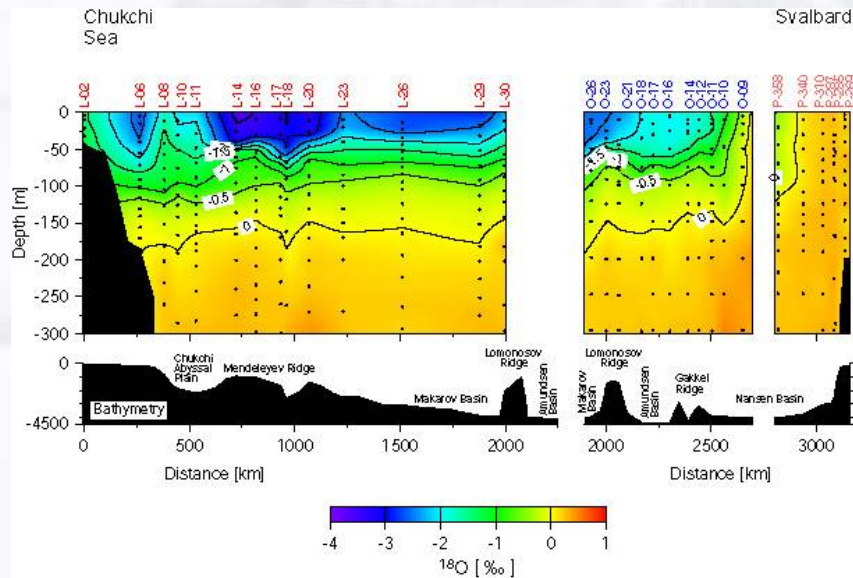 Chukchi
Sea
Svalbard
L-02
L-06
L-08
L-10
L-11
L-14
L-16
L-17
L-18
L-20
L-23
L-26
L-29
L-30
O-26
O-23
O-21
O-18
O-17
O-16
O-14
O-12
O-11
O-10
O-09
P-358
P-340
P-310
P-269
0
-50
-100
-150
-200
-250
-300
Depth [m]
-1
-0.5
0
-1
-0.5
0
0
0
-4500
Bathymetry
Chukchi
Abyssal
Plain
Mendeleyev Ridge
Makarov Basin
Lomonosov
Ridge
Amundsen
Basin
Makarov
Basin
Lomonosov
Ridge
Amundsen
Basin
Gakkel
Ridge
Nansen Basin
0 500 1000 1500 2000
2000 2500 3000
Distance [km]
Distance [km]
-4 -3 -2 -1 0 1
18O [ ‰ ]